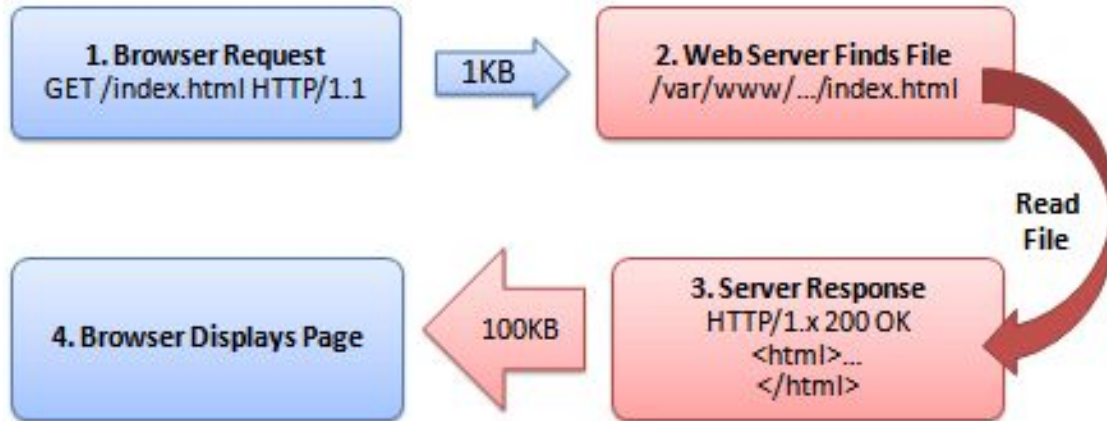 1. Browser Request
GET /index.html HTTP/1.1
1KB
2. Web Server Finds File
/var/www/.../index.html
Read
File
3. Server Response
HTTP/1.x 200 OK
<html>...
</html>
100KB
4. Browser Displays Page